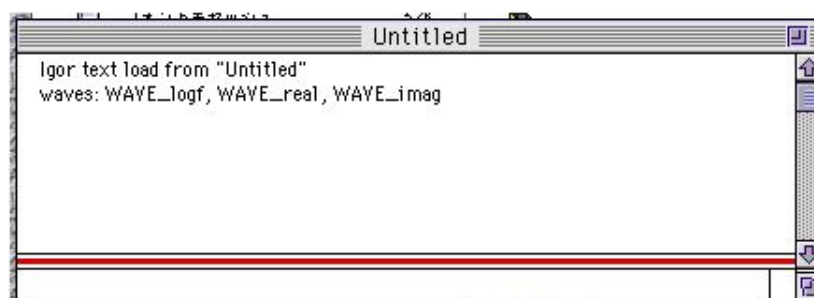 Untitled
Igor text load from "Untitled"
waves: WAVE_logf, WAVE_real, WAVE_imag